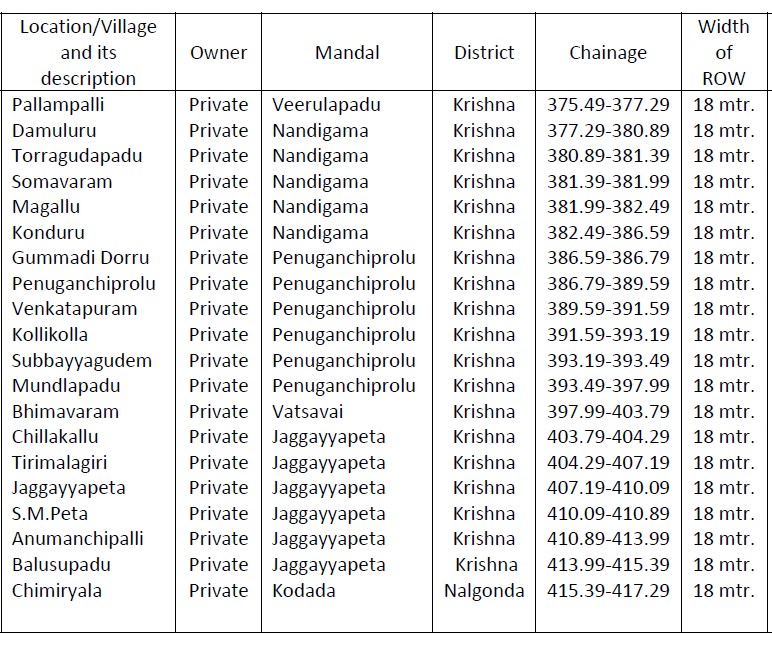 Location/Village and its description Owner Mandal District Chainage Width of ROW
Pallampalli Private Veerulapadu Krishna 375.49-377.29 18 mtr.
Damuluru Private Nandigama Krishna 377.29-380.89 18 mtr.
Torragudapadu Private Nandigama Krishna 380.89-381.39 18 mtr.
Somavaram Private Nandigama Krishna 381.39-381.99 18 mtr.
Magallu Private Nandigama Krishna 381.99-382.49 18 mtr.
Konduru Private Nandigama Krishna 382.49-386.59 18 mtr.
Gummadi Dorru Private Penuganchiprolu Krishna 386.59-386.79 18 mtr.
Penuganchiprolu Private Penuganchiprolu Krishna 386.79-389.59 18 mtr.
Venkatapuram Private Penuganchiprolu Krishna 389.59-391.59 18 mtr.
Kollikolla Private Penuganchiprolu Krishna 391.59-393.19 18 mtr.
Subbayyagudem Private Penuganchiprolu Krishna 393.19-393.49 18 mtr.
Mundlapadu Private Penuganchiprolu Krishna 393.49-397.99 18 mtr.
Bhimavaram Private Vatsavai Krishna 397.99-403.79 18 mtr.
Chillakallu Private Jaggayyapeta Krishna 403.79-404.29 18 mtr.
Tirimalagiri Private Jaggayyapeta Krishna 404.29-407.19 18 mtr.
Jaggayyapeta Private Jaggayyapeta Krishna 407.19-410.09 18 mtr.
S.M.Peta Private Jaggayyapeta Krishna 410.09-410.89 18 mtr.
Anumanchipalli Private Jaggayyapeta Krishna 410.89-413.99 18 mtr.
Balusupadu Private Jaggayyapeta Krishna 413.99-415.39 18 mtr.
Chimiryala Private Kodada Nalgonda 415.39-417.29 18 mtr.